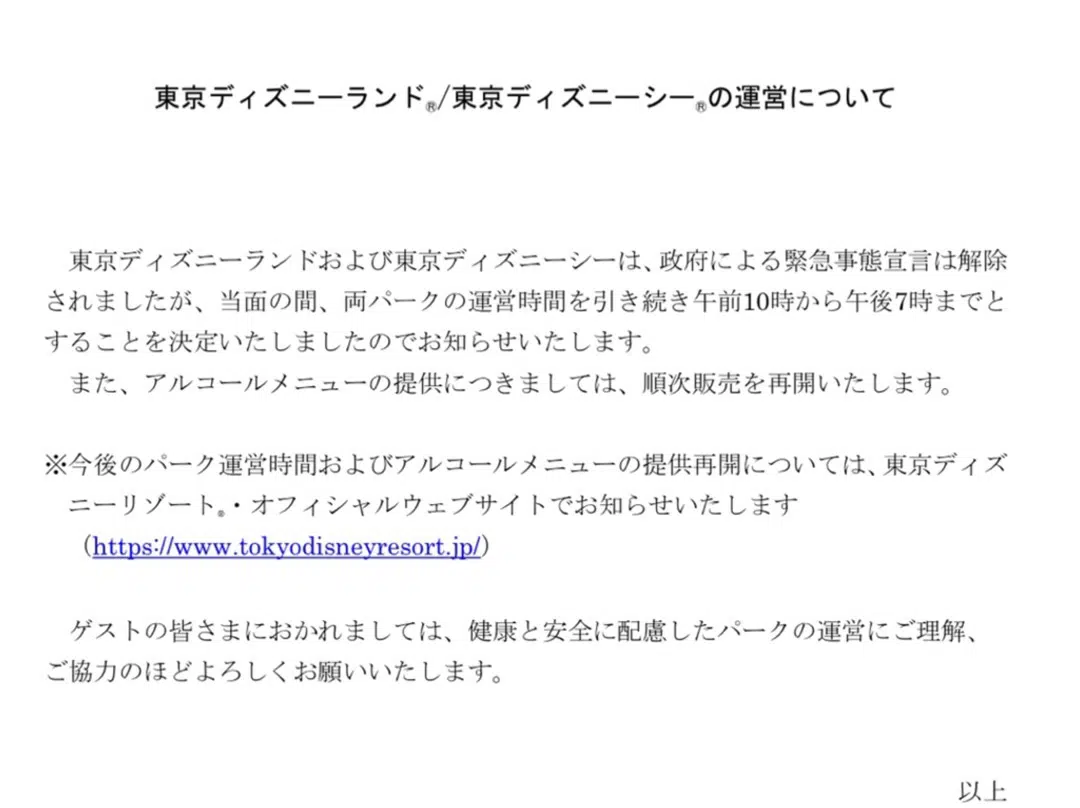 東京ディズニーランド®/東京ディズニーシー®の運営について
東京ディズニーランドおよび東京ディズニーシーは、政府による緊急事態宣言は解除
されましたが、当面の間、両パークの運営時間を引き続き午前10時から午後7時までと
することを決定いたしましたのでお知らせいたします。
また、アルコールメニューの提供につきましては、順次販売を再開いたします。
※今後のパーク運営時間およびアルコールメニューの提供再開については、東京ディズ
ニーリゾート®・オフィシャルウェブサイトでお知らせいたします
（https://www.tokyodisneyresort.jp/）
ゲストの皆さまにおかれましては、健康と安全に配慮したパークの運営にご理解、
ご協力のほどよろしくお願いいたします。
以上